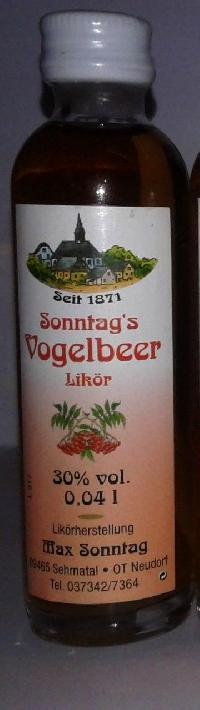 Seit 1871
Sonntag's
Vogelbeer
Likör
30% vol.
0.04 l
Likörherstellung
Max Sonntag
09465 Sehmatal • OT Neudorf
Tel. 037342/7364